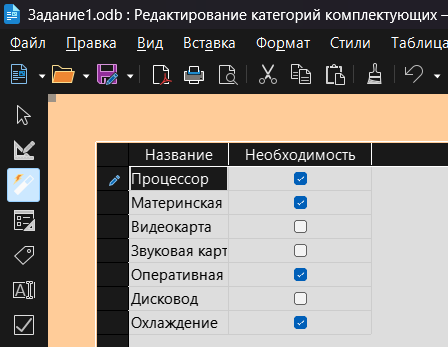 Задание1.odb : Редактирование категорий комплектующих –
Файл Правка Вид Вставка Формат Стили Таблица
Название Необходимость
Процессор
Материнская
Видеокарта
Звуковая карт
Оперативная
Дисковод
Охлаждение